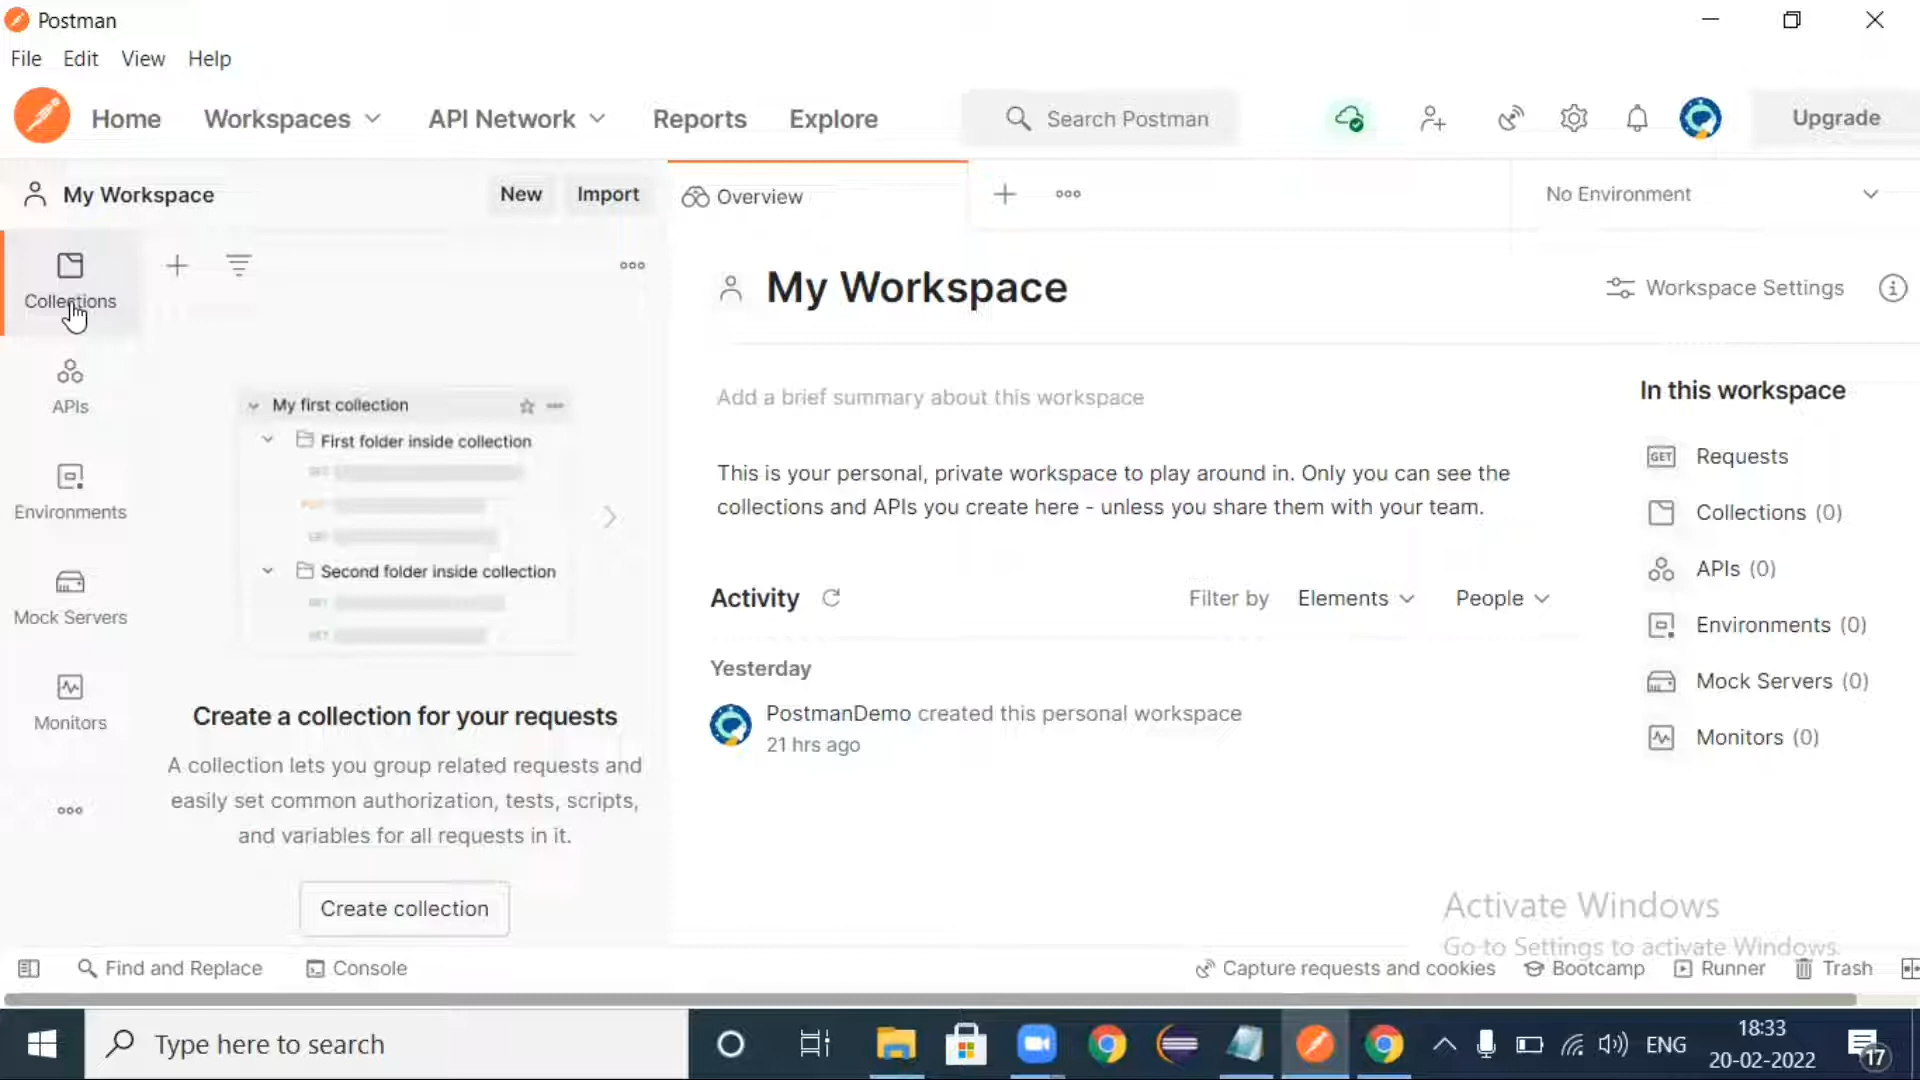 Postman
File Edit View Help
Home Workspaces API Network Reports Explore Search Postman Upgrade
My Workspace New Import Overview No Environment
Collections
APIs
Environments
Mock Servers
Monitors
My first collection
First folder inside collection
GET
POST
GET
Second folder inside collection
GET
GET
Create a collection for your requests
A collection lets you group related requests and
easily set common authorization, tests, scripts,
and variables for all requests in it.
Create collection
My Workspace
Workspace Settings
Add a brief summary about this workspace
This is your personal, private workspace to play around in. Only you can see the
collections and APIs you create here - unless you share them with your team.
Activity Filter by Elements People
Yesterday
PostmanDemo created this personal workspace
21 hrs ago
In this workspace
GET Requests
Collections (0)
APIs (0)
Environments (0)
Mock Servers (0)
Monitors (0)
Activate Windows
Go to Settings to activate Windows.
Find and Replace Console Capture requests and cookies Bootcamp Runner Trash
Type here to search ENG 18:33
20-02-2022
17